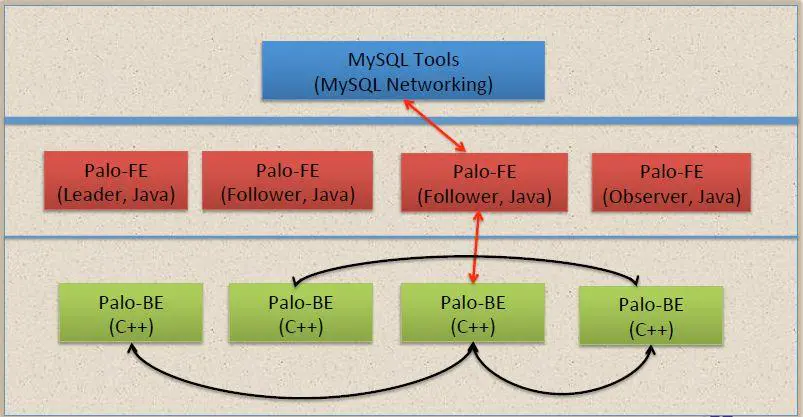 MySQL Tools
(MySQL Networking)
Palo-FE
(Leader, Java)
Palo-FE
(Follower, Java)
Palo-FE
(Follower, Java)
Palo-FE
(Observer, Java)
Palo-BE
(C++)
Palo-BE
(C++)
Palo-BE
(C++)
Palo-BE
(C++)